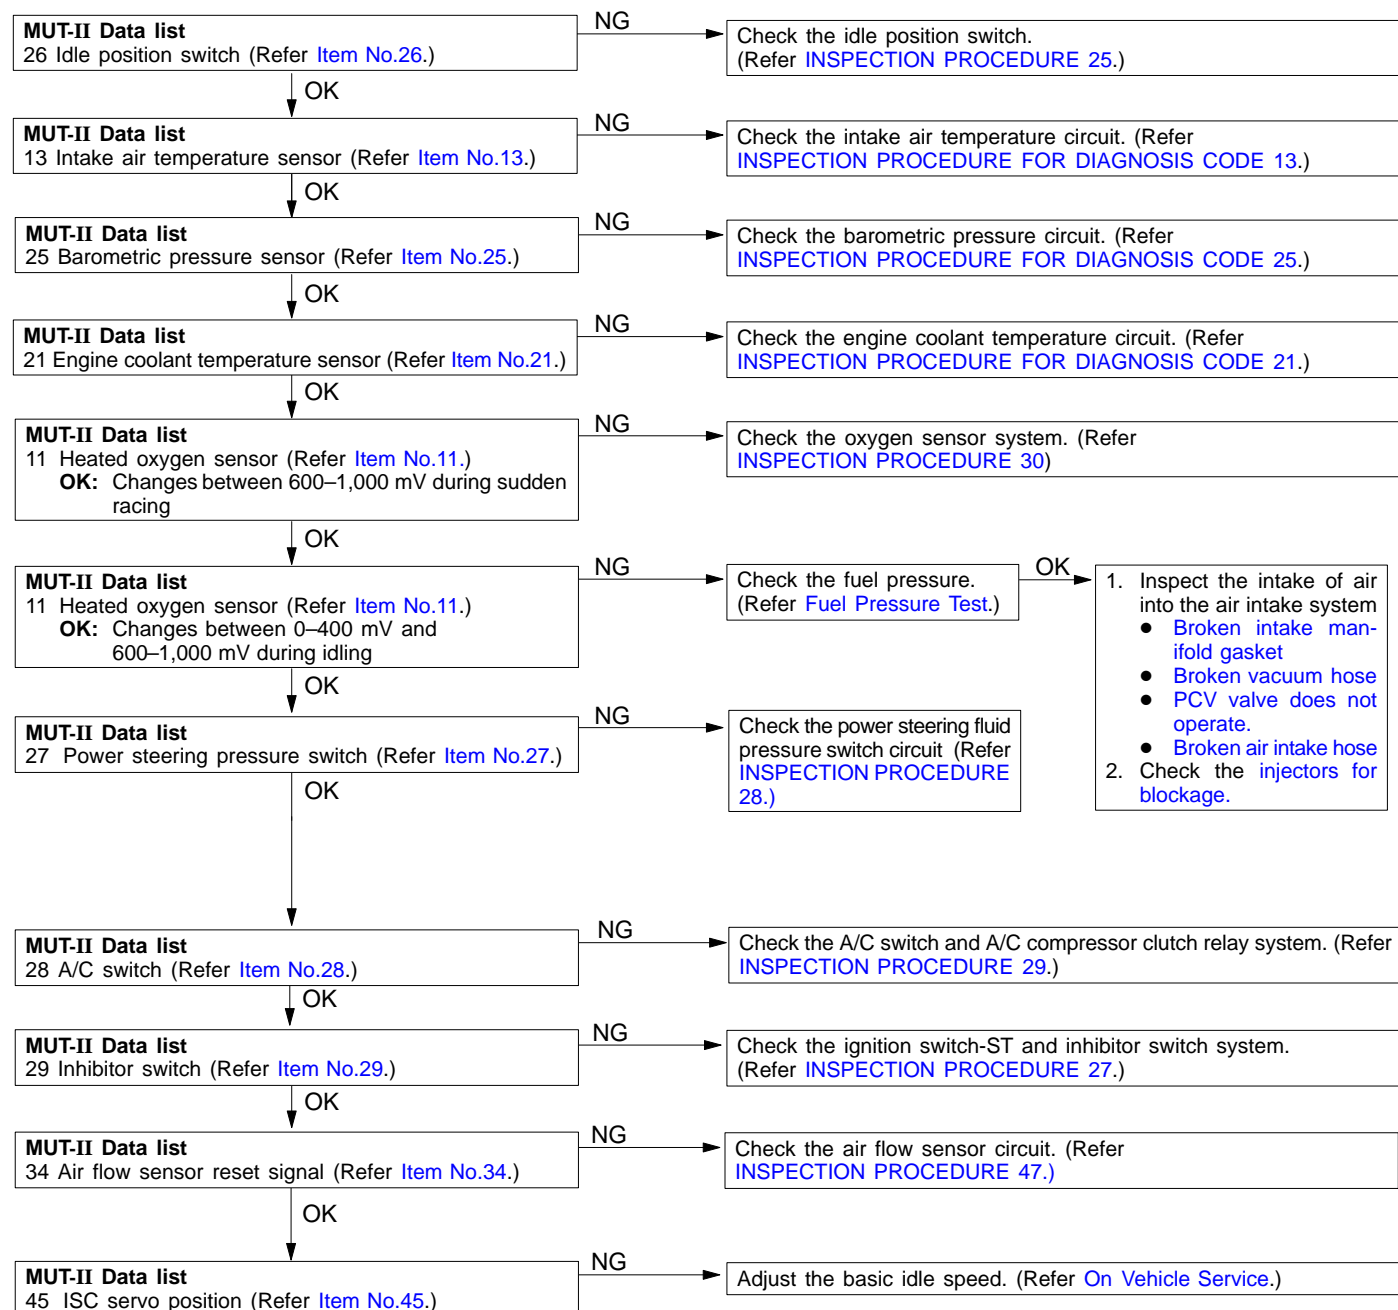 MUT-II Data list
26 Idle position switch (Refer Item No.26.)
NG
Check the idle position switch.
(Refer INSPECTION PROCEDURE 25.)
OK
MUT-II Data list
13 Intake air temperature sensor (Refer Item No.13.)
NG
Check the intake air temperature circuit. (Refer
INSPECTION PROCEDURE FOR DIAGNOSIS CODE 13.)
OK
MUT-II Data list
25 Barometric pressure sensor (Refer Item No.25.)
NG
Check the barometric pressure circuit. (Refer
INSPECTION PROCEDURE FOR DIAGNOSIS CODE 25.)
OK
MUT-II Data list
21 Engine coolant temperature sensor (Refer Item No.21.)
NG
Check the engine coolant temperature circuit. (Refer
INSPECTION PROCEDURE FOR DIAGNOSIS CODE 21.)
OK
MUT-II Data list
11 Heated oxygen sensor (Refer Item No.11.)
OK: Changes between 600–1,000 mV during sudden
racing
NG
Check the oxygen sensor system. (Refer
INSPECTION PROCEDURE 30)
OK
MUT-II Data list
11 Heated oxygen sensor (Refer Item No.11.)
OK: Changes between 0–400 mV and
600–1,000 mV during idling
NG
Check the fuel pressure.
(Refer Fuel Pressure Test.)
OK
1. Inspect the intake of air
into the air intake system
● Broken intake man-
ifold gasket
● Broken vacuum hose
● PCV valve does not
operate.
● Broken air intake hose
2. Check the injectors for
blockage.
OK
MUT-II Data list
27 Power steering pressure switch (Refer Item No.27.)
NG
Check the power steering fluid
pressure switch circuit (Refer
INSPECTION PROCEDURE
28.)
OK
MUT-II Data list
28 A/C switch (Refer Item No.28.)
NG
Check the A/C switch and A/C compressor clutch relay system. (Refer
INSPECTION PROCEDURE 29.)
OK
MUT-II Data list
29 Inhibitor switch (Refer Item No.29.)
NG
Check the ignition switch-ST and inhibitor switch system.
(Refer INSPECTION PROCEDURE 27.)
OK
MUT-II Data list
34 Air flow sensor reset signal (Refer Item No.34.)
NG
Check the air flow sensor circuit. (Refer
INSPECTION PROCEDURE 47.)
OK
MUT-II Data list
45 ISC servo position (Refer Item No.45.)
NG
Adjust the basic idle speed. (Refer On Vehicle Service.)